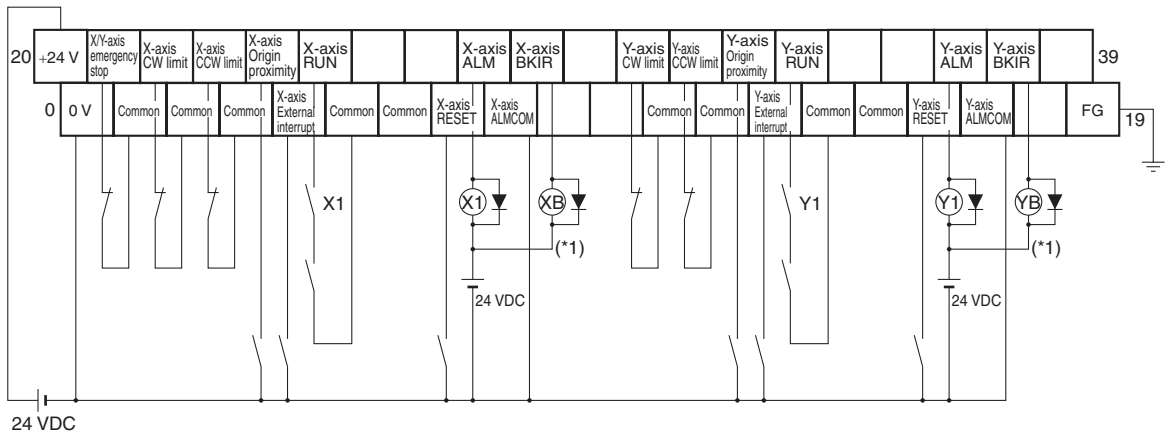 20
+24 V
X/Y-axis
emergency
stop
X-axis
CW limit
X-axis
CCW limit
X-axis
Origin
proximity
X-axis
RUN
X-axis
ALM
X-axis
BKIR
Y-axis
CW limit
Y-axis
CCW limit
Y-axis
Origin
proximity
Y-axis
RUN
Y-axis
ALM
Y-axis
BKIR
39
0
0 V
Common
Common
Common
X-axis
External
interrupt
Common
Common
X-axis
RESET
X-axis
ALMCOM
Common
Common
Y-axis
External
interrupt
Common
Common
Y-axis
RESET
Y-axis
ALMCOM
FG
19
X1
X1
XB
(*1)
Y1
Y1
YB
(*1)
24 VDC
24 VDC
24 VDC